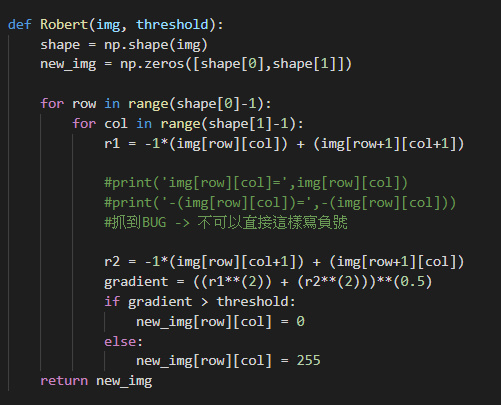 def Robert(img, threshold):
    shape = np.shape(img)
    new_img = np.zeros([shape[0],shape[1]])

    for row in range(shape[0]-1):
        for col in range(shape[1]-1):
            r1 = -1*(img[row][col]) + (img[row+1][col+1])

            #print('img[row][col]=',img[row][col])
            #print('-(img[row][col])=',-(img[row][col]))
            #抓到BUG -> 不可以直接這樣寫負號

            r2 = -1*(img[row][col+1]) + (img[row+1][col])
            gradient = ((r1**(2)) + (r2**(2)))**(0.5)
            if gradient > threshold:
                new_img[row][col] = 0
            else:
                new_img[row][col] = 255
    return new_img